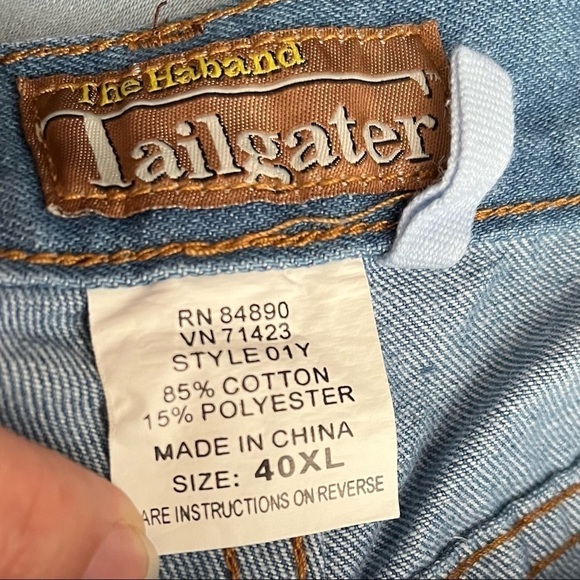 The Haband
Tailgater
RN 84890
VN 71423
STYLE 01Y
85% COTTON
15% POLYESTER
MADE IN CHINA
SIZE: 40XL
ARE INSTRUCTIONS ON REVERSE